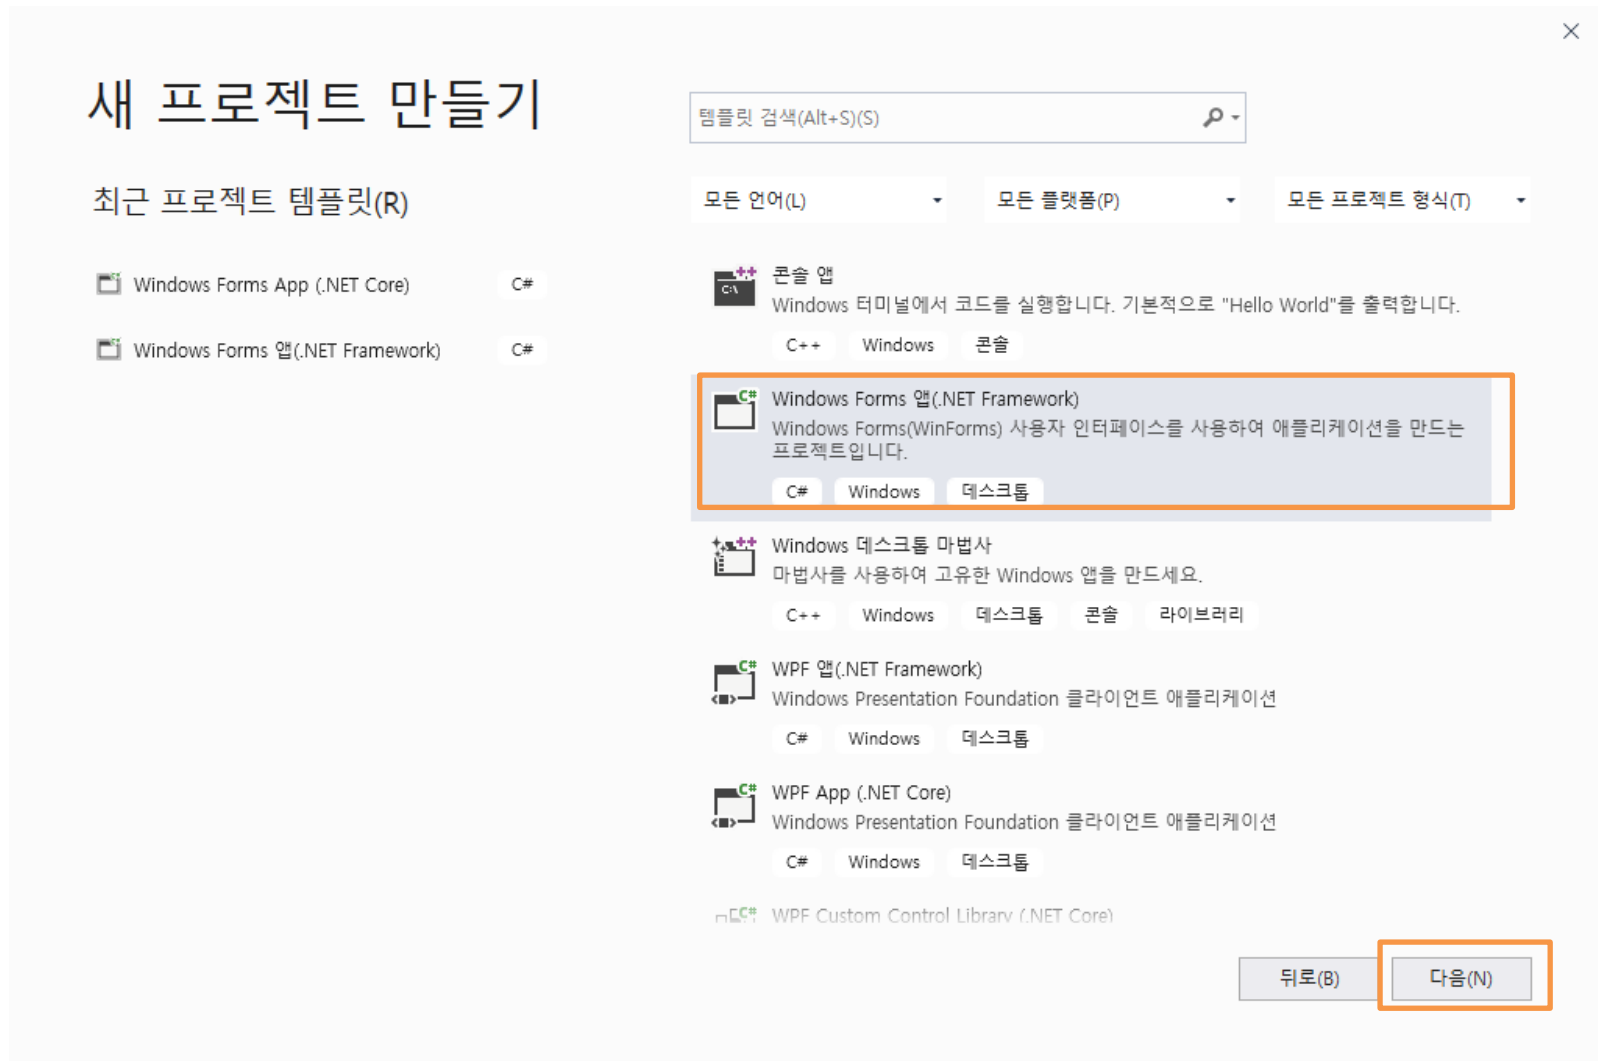 새 프로젝트 만들기
최근 프로젝트 템플릿(R)
Windows Forms App (.NET Core)
C#
Windows Forms 앱(.NET Framework)
C#
템플릿 검색(Alt+S)(S)
모든 언어(L)
모든 플랫폼(P)
모든 프로젝트 형식(T)
콘솔 앱
Windows 터미널에서 코드를 실행합니다. 기본적으로 "Hello World"를 출력합니다.
C++ Windows 콘솔
Windows Forms 앱(.NET Framework)
Windows Forms(WinForms) 사용자 인터페이스를 사용하여 애플리케이션을 만드는
프로젝트입니다.
C# Windows 데스크톱
Windows 데스크톱 마법사
마법사를 사용하여 고유한 Windows 앱을 만드세요.
C++ Windows 데스크톱 콘솔 라이브러리
WPF 앱(.NET Framework)
Windows Presentation Foundation 클라이언트 애플리케이션
C# Windows 데스크톱
WPF App (.NET Core)
Windows Presentation Foundation 클라이언트 애플리케이션
C# Windows 데스크톱
WPF Custom Control Library (.NET Core)
뒤로(B)
다음(N)